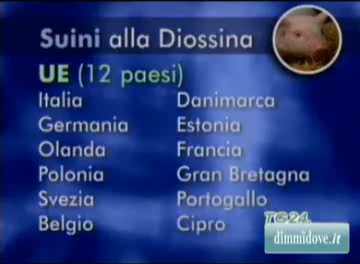 Suini alla Diossina
UE (12 paesi)
Italia
Germania
Olanda
Polonia
Svezia
Belgio
Danimarca
Estonia
Francia
Gran Bretagna
Portogallo
Cipro
TG24
dimmidove.it